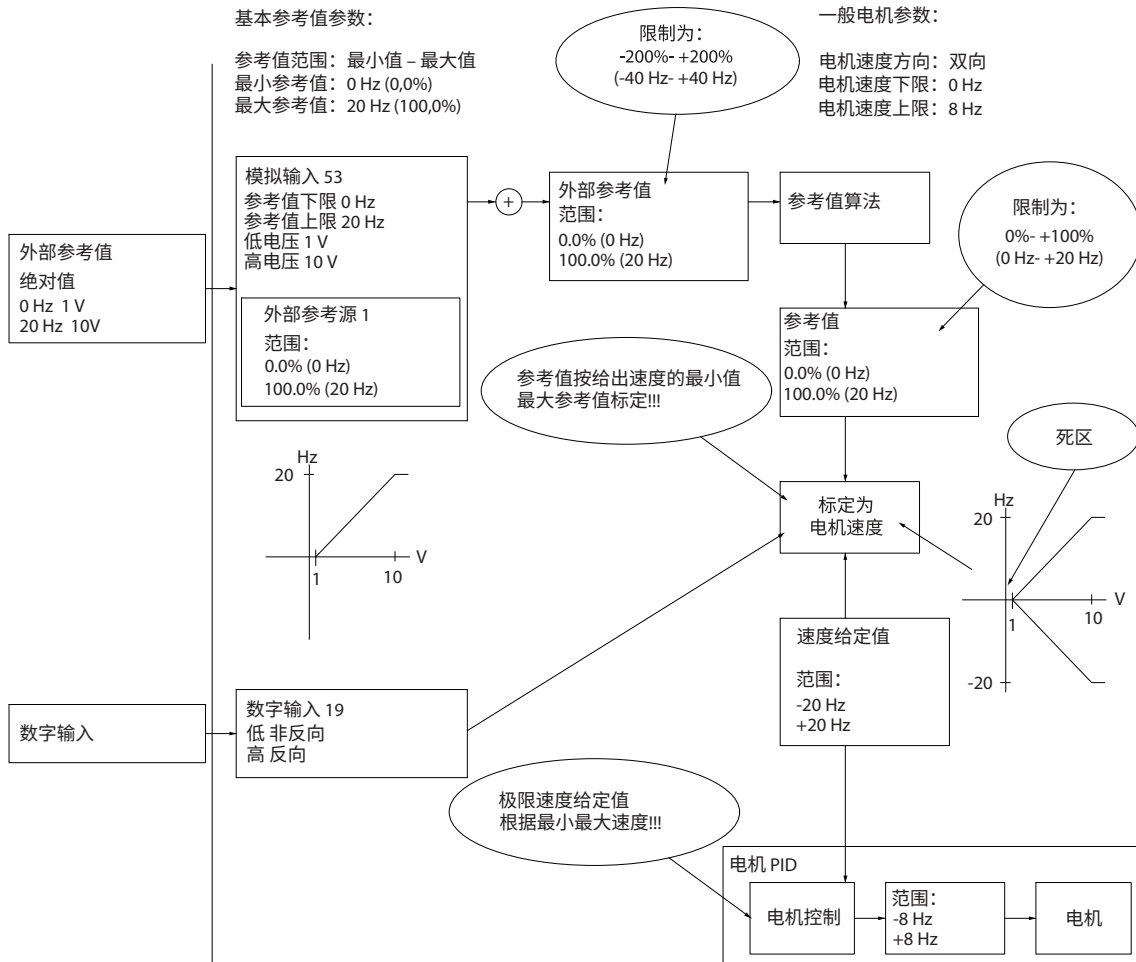 基本参考值参数：
参考值范围：最小值 – 最大值
最小参考值：0 Hz (0,0%)
最大参考值：20 Hz (100,0%)
限制为：
-200%- +200%
(-40 Hz- +40 Hz)
一般电机参数：
电机速度方向：双向
电机速度下限：0 Hz
电机速度上限：8 Hz
外部参考值
绝对值
0 Hz 1 V
20 Hz 10V
模拟输入 53
参考值下限 0 Hz
参考值上限 20 Hz
低电压 1 V
高电压 10 V
外部参考源 1
范围：
0.0% (0 Hz)
100.0% (20 Hz)
+
外部参考值
范围：
0.0% (0 Hz)
100.0% (20 Hz)
参考值算法
限制为：
0%- +100%
(0 Hz- +20 Hz)
参考值
范围：
0.0% (0 Hz)
100.0% (20 Hz)
参考值按给出速度的最小值
最大参考值标定!!!
死区
Hz
20
V
1
10
标定为
电机速度
Hz
20
V
1
10
-20
速度给定值
范围：
-20 Hz
+20 Hz
数字输入
数字输入 19
低 非反向
高 反向
极限速度给定值
根据最小最大速度!!!
电机 PID
电机控制
范围：
-8 Hz
+8 Hz
电机